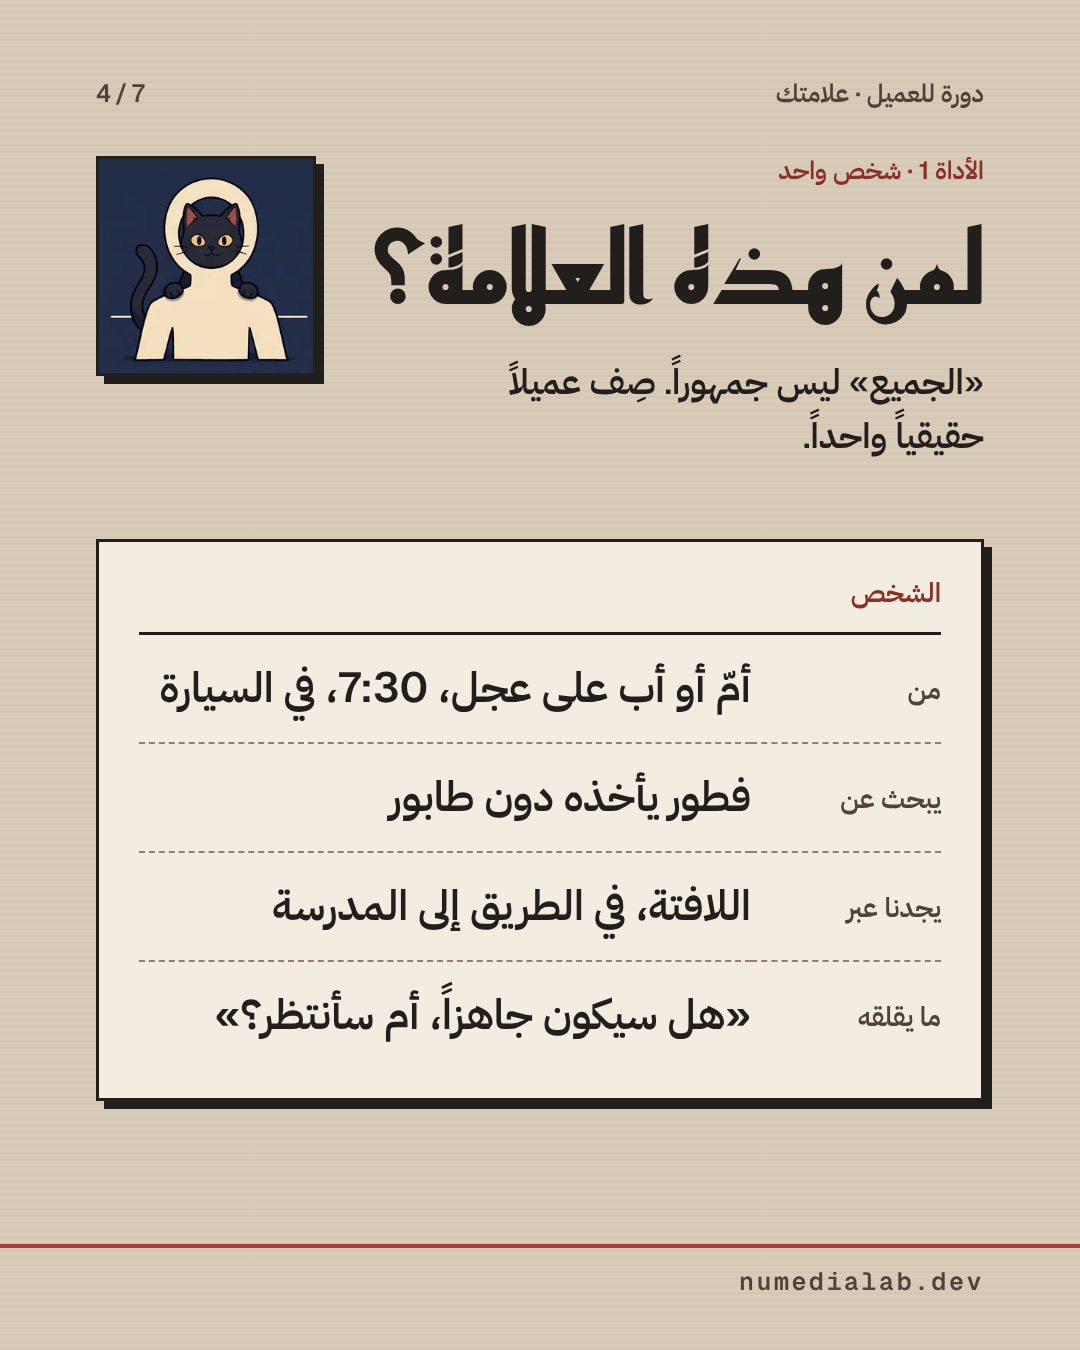 دورة للعميل · علامتك
4 / 7
الأداة 1 · شخص واحد
لمن هذه العلامة؟
«الجميع» ليس جمهوراً. صِف عميلاً
حقيقياً واحداً.
الشخص
من
أمّ أو أب على عجل، 7:30، في السيارة
يبحث عن
فطور يأخذه دون طابور
يجدنا عبر
اللافتة، في الطريق إلى المدرسة
ما يقلقه
«هل سيكون جاهزاً، أم سأنتظر؟»
numedialab.dev